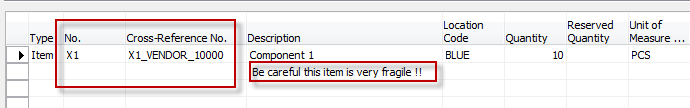 Type No. Cross-Reference No. Description Location Code Quantity Reserved Quantity Unit of Measure ...
Item X1 X1_VENDOR_10000 Component 1 BLUE 10 PCS
Be careful this item is very fragile !!